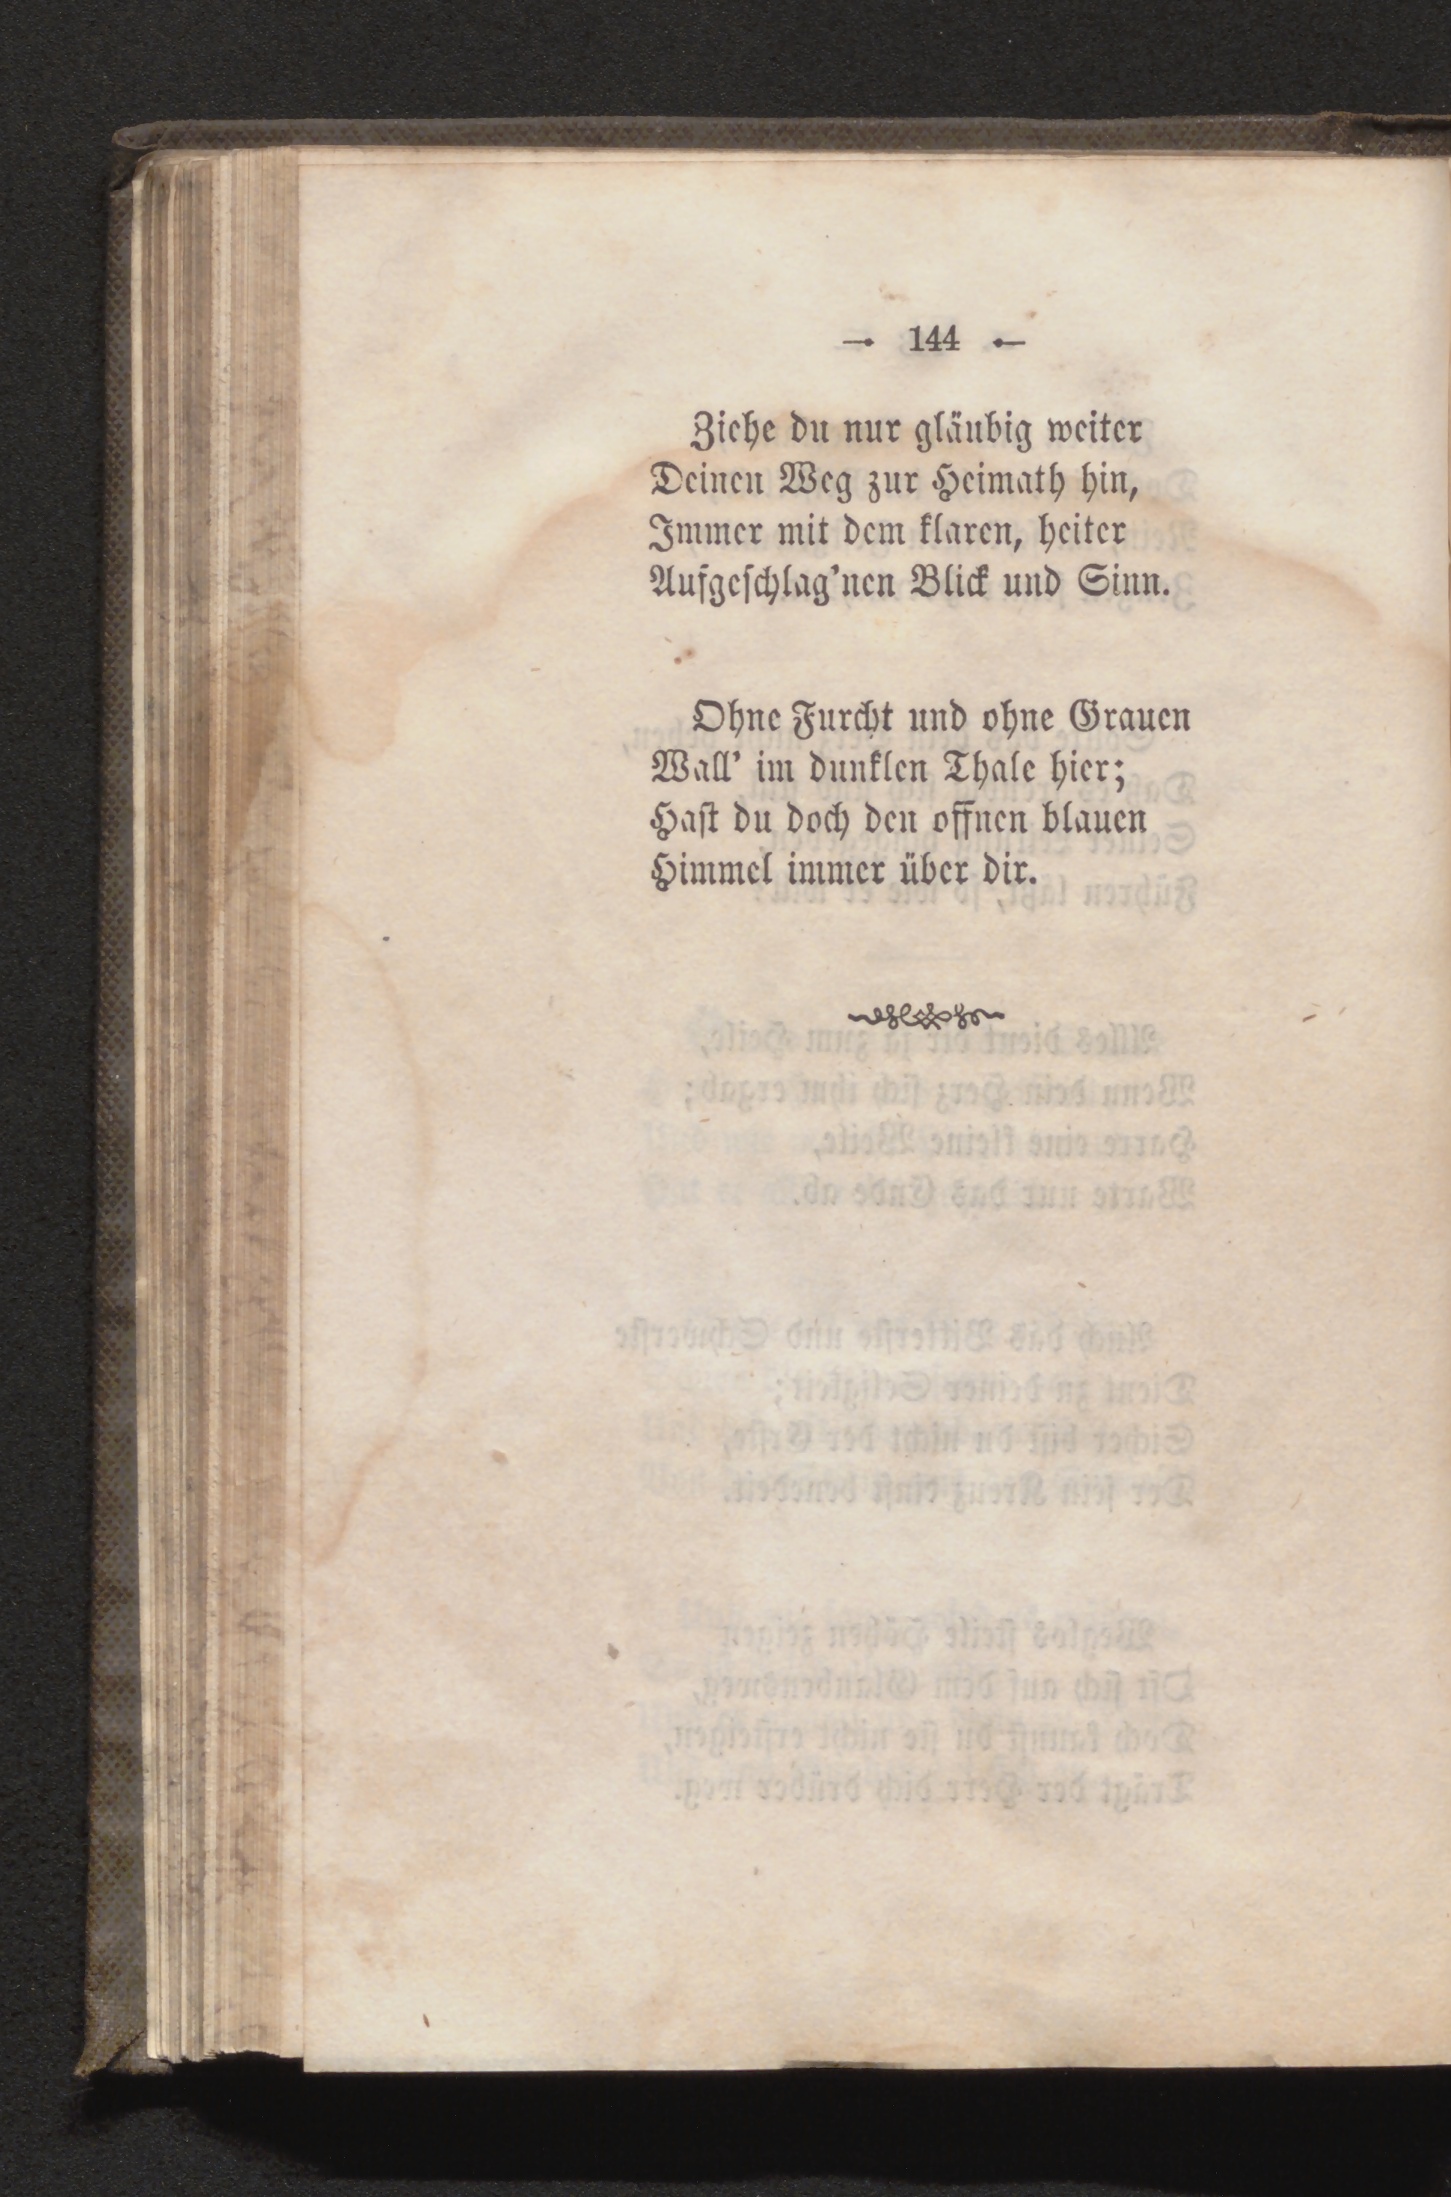 144
Ziehe du nur gläubig weiter
Deinen Weg zur Heimath hin,
Immer mit dem klaren, heiter
Aufgeschlag'nen Blick und Sinn.
Ohne Furcht und ohne Grauen
Wall' im dunklen Thale hier;
Hast du doch den offnen blauen
Himmel immer über dir.